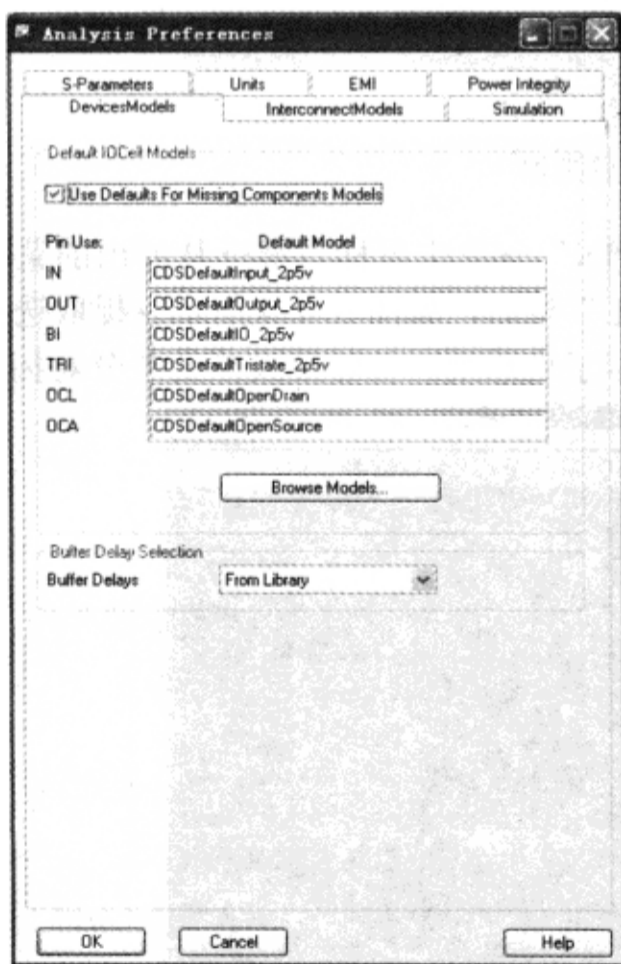 Analysis Preferences
S-Parameters Units EMI Power Integrity
DevicesModels InterconnectModels Simulation
Default IOCell Models
Use Defaults For Missing Components Models
Pin Use: Default Model
IN CDSDefaultInput_2p5v
OUT CDSDefaultOutput_2p5v
BI CDSDefaultIO_2p5v
TRI CDSDefaultTristate_2p5v
OCL CDSDefaultOpenDrain
OCA CDSDefaultOpenSource
Browse Models...
Buffer Delay Selection
Buffer Delays From Library
OK Cancel Help